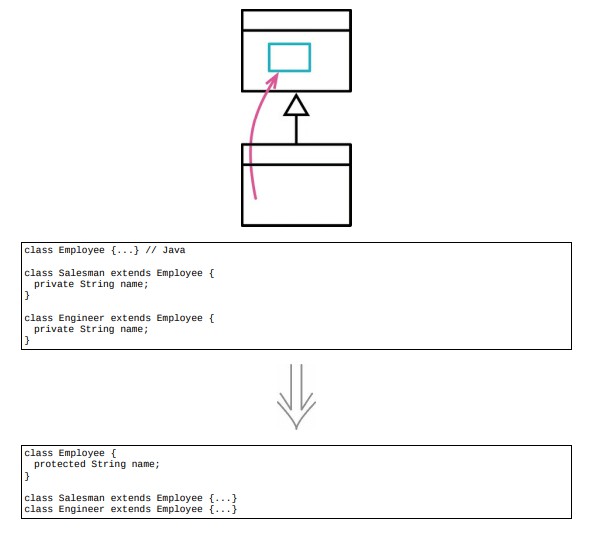 class Employee {...} // Java
class Salesman extends Employee {
private String name;
}
class Engineer extends Employee {
private String name;
}
class Employee {
protected String name;
}
class Salesman extends Employee {...}
class Engineer extends Employee {...}